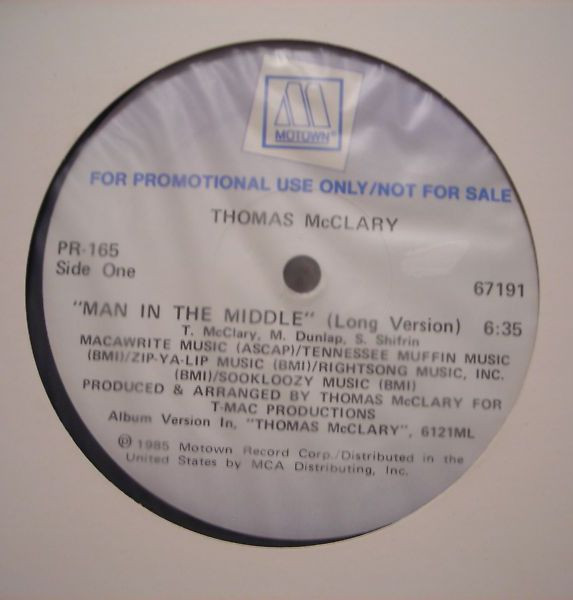 MOTOWN®
FOR PROMOTIONAL USE ONLY/NOT FOR SALE
THOMAS McCLARY
PR-165
Side One
67191
"MAN IN THE MIDDLE" (Long Version) 6:35
T. McClary, M. Dunlap, S. Shifrin
MACAWRITE MUSIC (ASCAP)/TENNESSEE MUFFIN MUSIC
(BMI)/ZIP-YA-LIP MUSIC (BMI)/RIGHTSONG MUSIC, INC.
(BMI)/SOOKLOOZY MUSIC (BMI)
PRODUCED & ARRANGED BY THOMAS McCLARY FOR
T-MAC PRODUCTIONS
Album Version In, "THOMAS McCLARY", 6121ML
℗ 1985 Motown Record Corp./Distributed in the
United States by MCA Distributing, Inc.